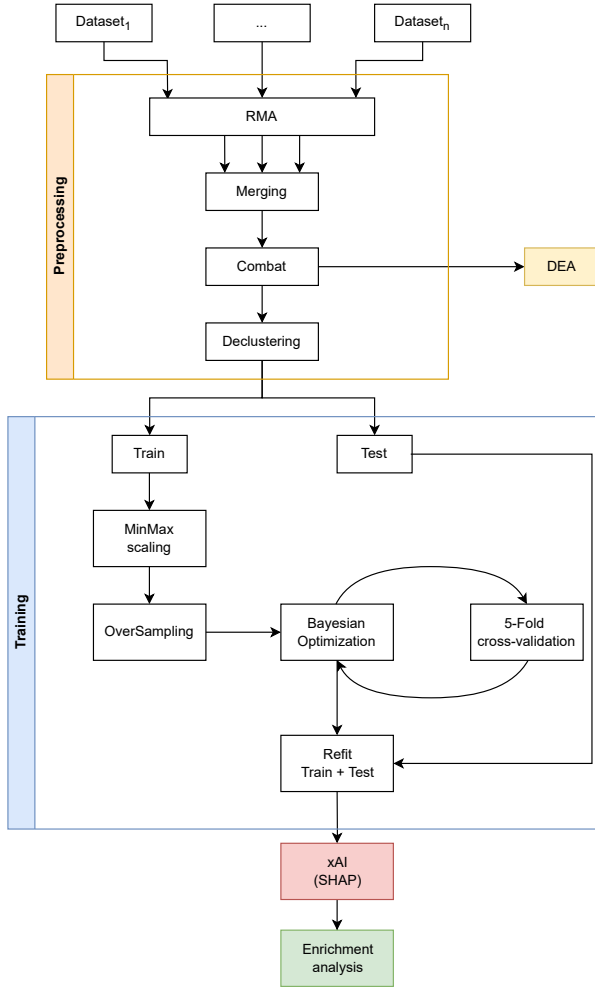 Dataset₁
...
Datasetₙ
Preprocessing
RMA
Merging
Combat
DEA
Declustering
Training
Train
Test
MinMax
scaling
OverSampling
Bayesian
Optimization
5-Fold
cross-validation
Refit
Train + Test
xAI
(SHAP)
Enrichment
analysis